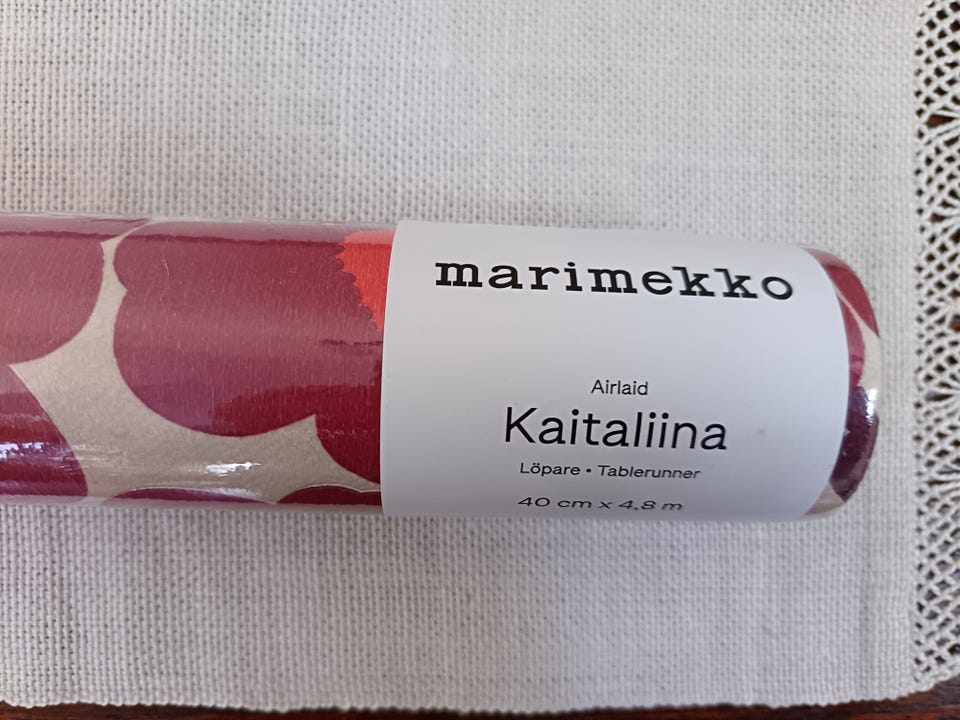 marimekko
Airlaid
Kaitaliina
Löpare • Tablerunner
40 cm x 4,8 m